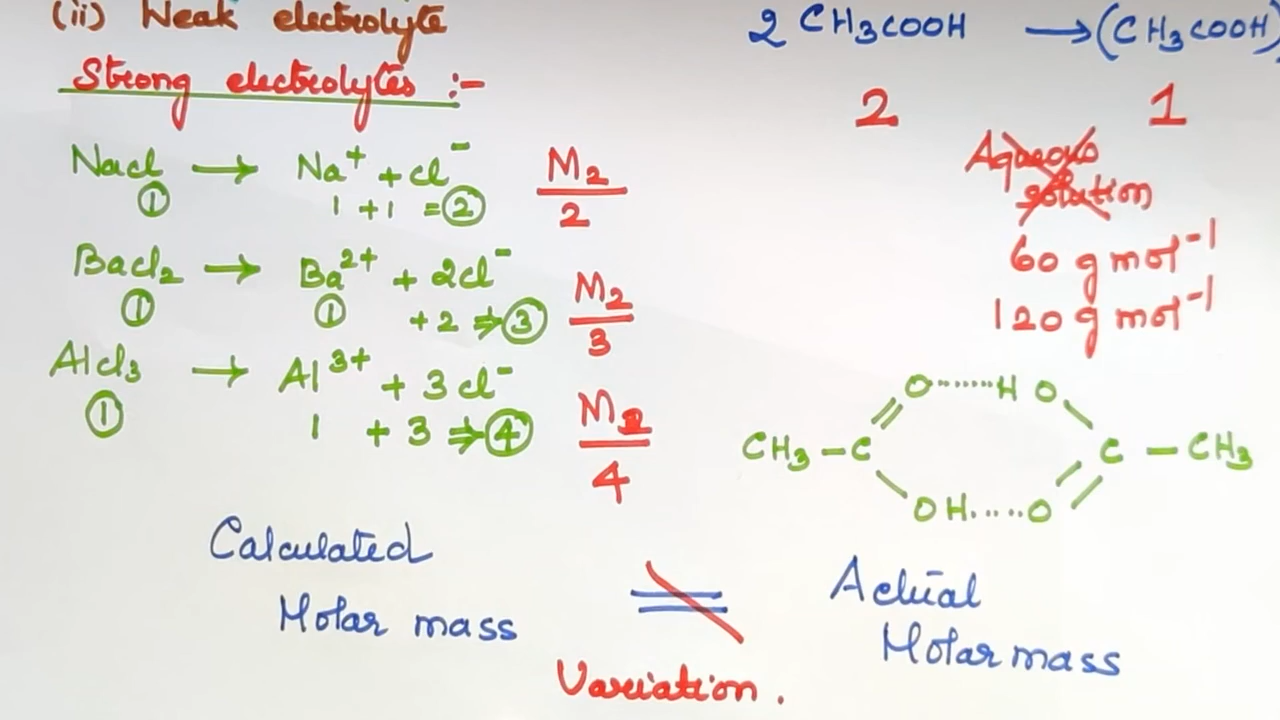 (ii) Weak electrolyte
Strong electrolytes :-
Nacl → Na⁺ + cl⁻ M₂/2
① 1 + 1 = ②
Bacl₂ → Ba²⁺ + 2cl⁻ M₂/3
① ① + 2 ⇒ ③
Alcl₃ → Al³⁺ + 3cl⁻ M₂/4
① 1 + 3 ⇒ ④
Calculated
Molar mass
≠
Variation.
2 CH₃COOH → (CH₃COOH)
2 1
Aqueous
solution
60 g mol⁻¹
120 g mol⁻¹
O......H O
CH₃ – C C – CH₃
OH.....O
Actual
Molar mass